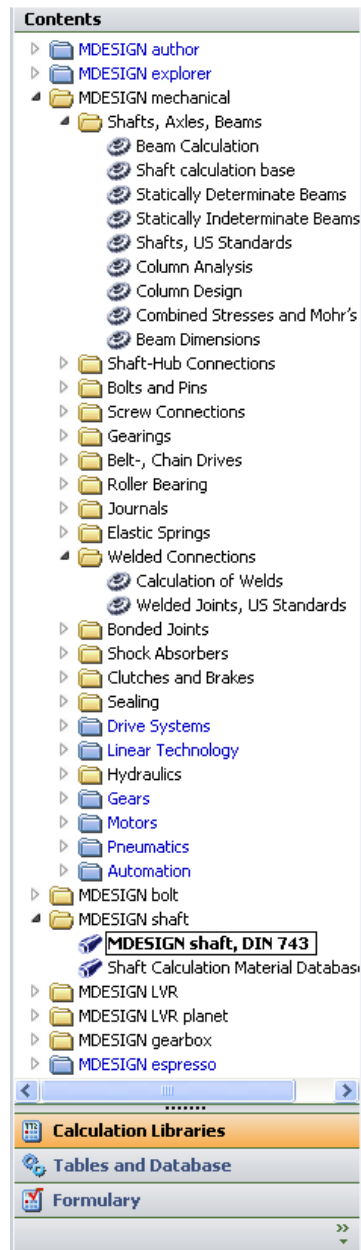 Contents
MDESIGN author
MDESIGN explorer
MDESIGN mechanical
Shafts, Axles, Beams
Beam Calculation
Shaft calculation base
Statically Determinate Beams
Statically Indeterminate Beams
Shafts, US Standards
Column Analysis
Column Design
Combined Stresses and Mohr's
Beam Dimensions
Shaft-Hub Connections
Bolts and Pins
Screw Connections
Gearings
Belt-, Chain Drives
Roller Bearing
Journals
Elastic Springs
Welded Connections
Calculation of Welds
Welded Joints, US Standards
Bonded Joints
Shock Absorbers
Clutches and Brakes
Sealing
Drive Systems
Linear Technology
Hydraulics
Gears
Motors
Pneumatics
Automation
MDESIGN bolt
MDESIGN shaft
MDESIGN shaft, DIN 743
Shaft Calculation Material Databas
MDESIGN LVR
MDESIGN LVR planet
MDESIGN gearbox
MDESIGN espresso
Calculation Libraries
Tables and Database
Formulary